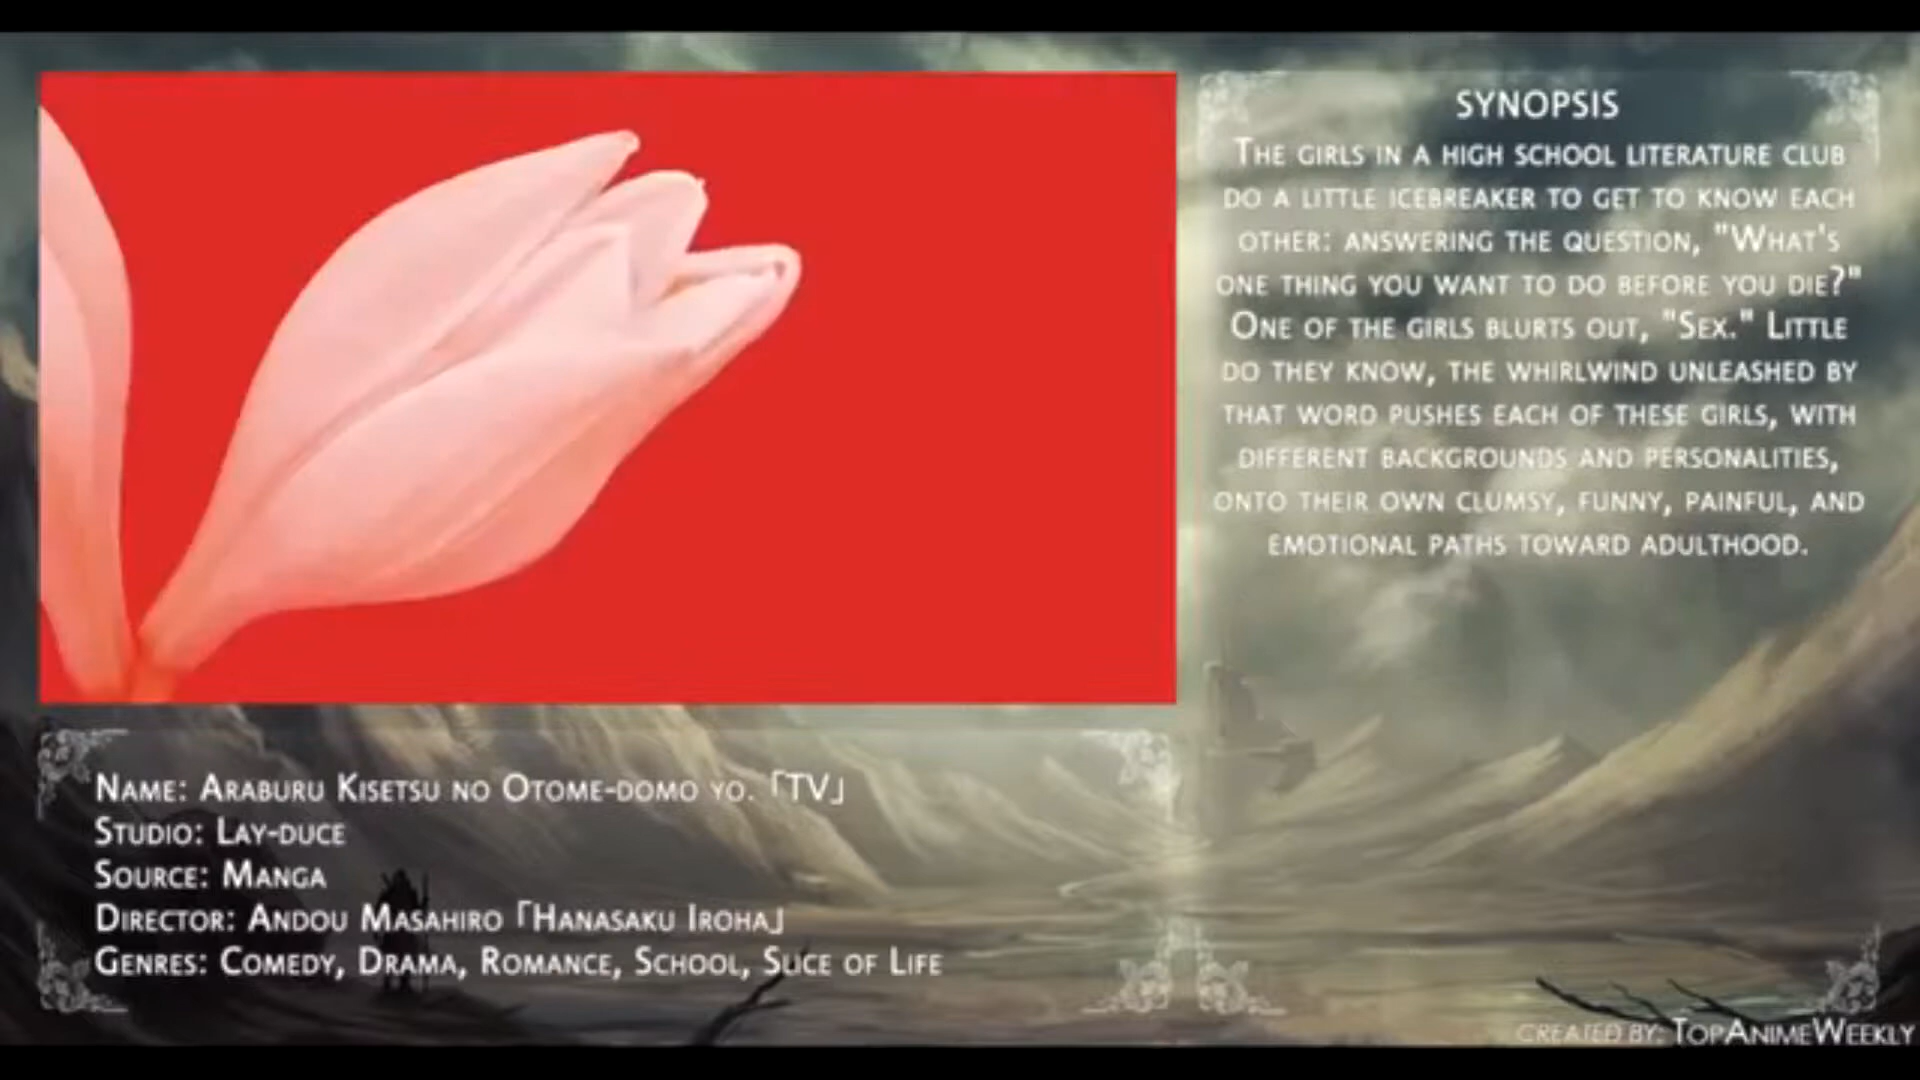 SYNOPSIS
THE GIRLS IN A HIGH SCHOOL LITERATURE CLUB
DO A LITTLE ICEBREAKER TO GET TO KNOW EACH
OTHER: ANSWERING THE QUESTION, "WHAT'S
ONE THING YOU WANT TO DO BEFORE YOU DIE?"
ONE OF THE GIRLS BLURTS OUT, "SEX." LITTLE
DO THEY KNOW, THE WHIRLWIND UNLEASHED BY
THAT WORD PUSHES EACH OF THESE GIRLS, WITH
DIFFERENT BACKGROUNDS AND PERSONALITIES,
ONTO THEIR OWN CLUMSY, FUNNY, PAINFUL, AND
EMOTIONAL PATHS TOWARD ADULTHOOD.
NAME: ARABURU KISETSU NO OTOME-DOMO YO. 「TV」
STUDIO: LAY-DUCE
SOURCE: MANGA
DIRECTOR: ANDOU MASAHIRO 「HANASAKU IROHA」
GENRES: COMEDY, DRAMA, ROMANCE, SCHOOL, SLICE OF LIFE
CREATED BY: TOPANIMEWEEKLY